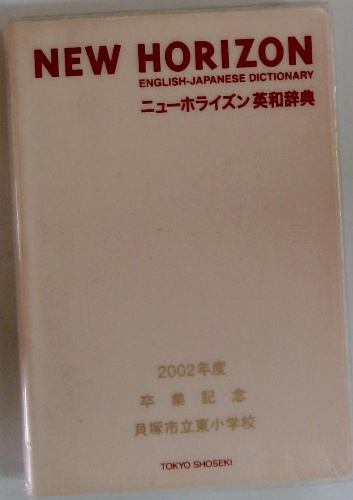 NEW HORIZON
ENGLISH-JAPANESE DICTIONARY
ニューホライズン英和辞典
2002年度
卒業記念
貝塚市立東小学校
TOKYO SHOSEKI